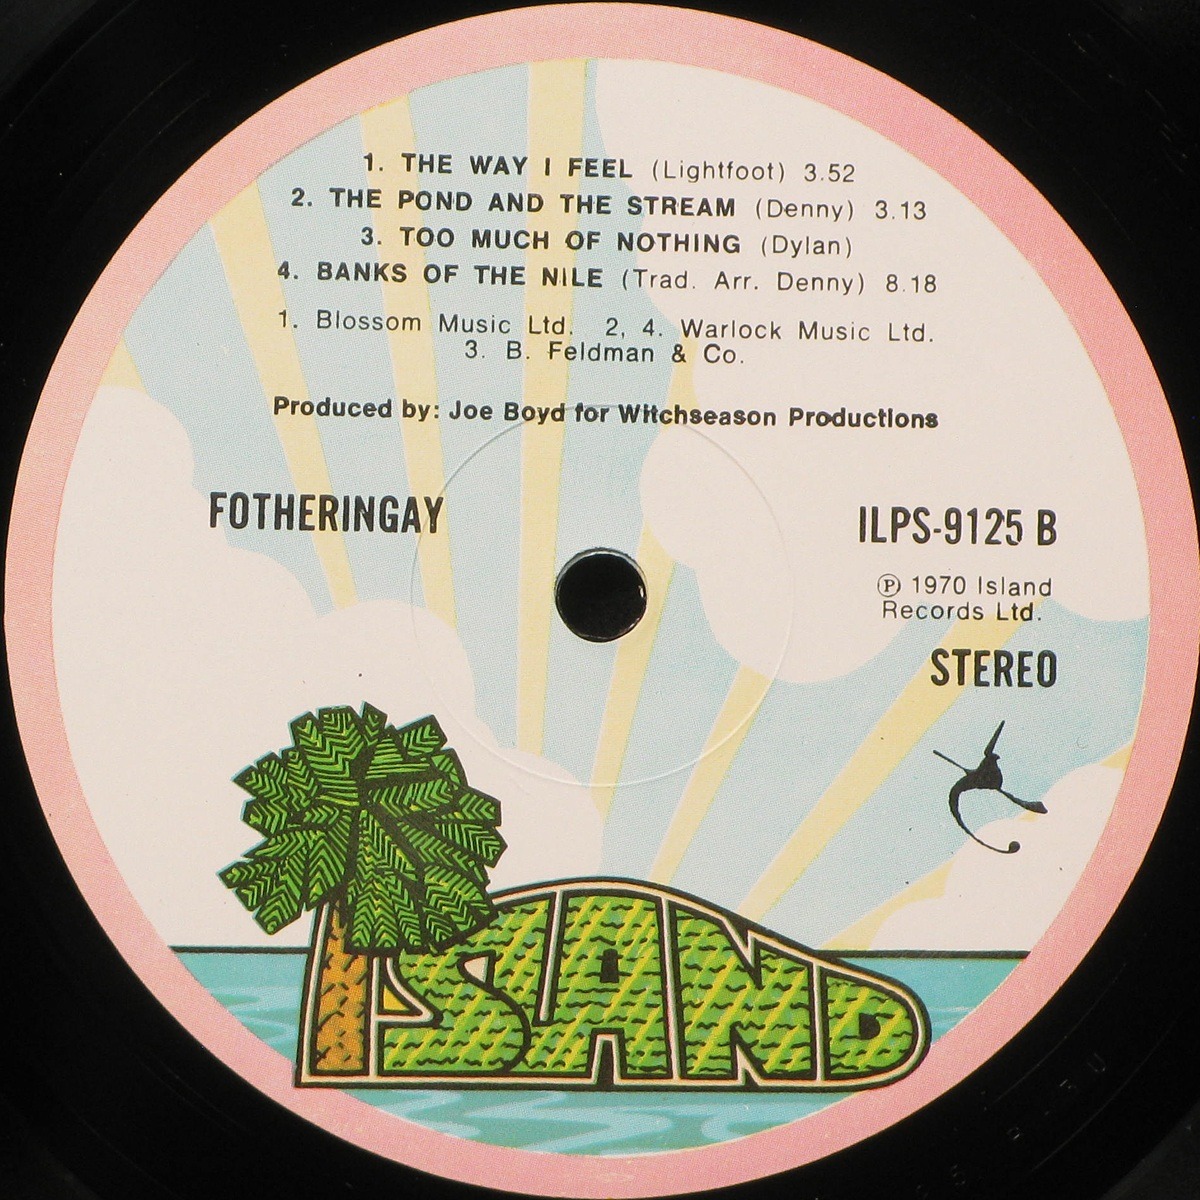 1. THE WAY I FEEL (Lightfoot) 3.52
2. THE POND AND THE STREAM (Denny) 3.13
3. TOO MUCH OF NOTHING (Dylan)
4. BANKS OF THE NILE (Trad. Arr. Denny) 8.18
1. Blossom Music Ltd. 2, 4. Warlock Music Ltd.
3. B. Feldman & Co.
Produced by: Joe Boyd for Witchseason Productions
FOTHERINGAY
ILPS-9125 B
℗ 1970 Island
Records Ltd.
STEREO
ISLAND